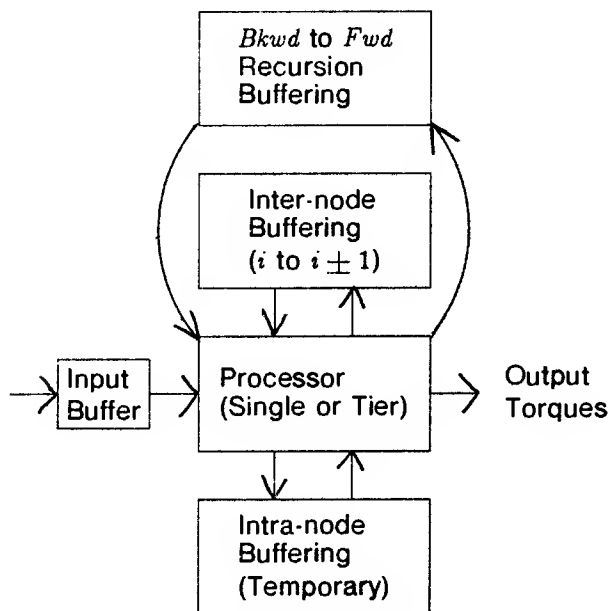 Bkwd to Fwd
Recursion
Buffering
Inter-node
Buffering
(i to i ± 1)
Input
Buffer
Processor
(Single or Tier)
Output
Torques
Intra-node
Buffering
(Temporary)